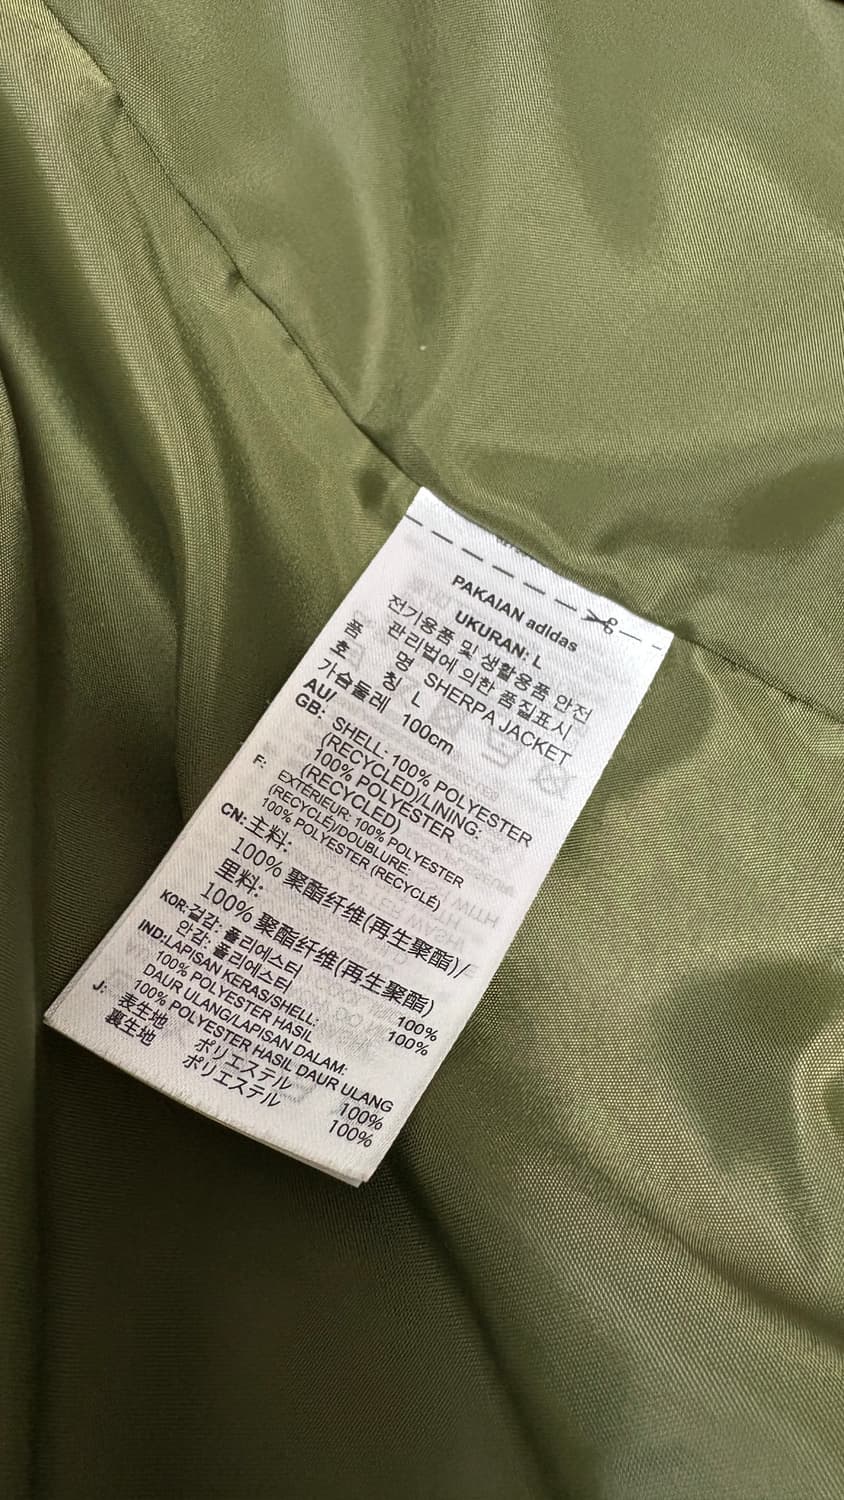 PAKAIAN adidas
UKURAN: L
전기용품 및 생활용품 안전
관리법에 의한 품질표시
품 명 SHERPA JACKET
호 칭 L
가슴둘레 100cm
AU/
GB: SHELL: 100% POLYESTER
(RECYCLED)/LINING:
100% POLYESTER
(RECYCLED)
F: EXTÉRIEUR: 100% POLYESTER
(RECYCLÉ)/DOUBLURE:
100% POLYESTER (RECYCLÉ)
CN: 主料:
100% 聚酯纤维(再生聚酯)/
里料:
100% 聚酯纤维(再生聚酯)
KOR: 겉감: 폴리에스터 100%
안감: 폴리에스터 100%
IND: LAPISAN KERAS/SHELL:
100% POLYESTER HASIL
DAUR ULANG/LAPISAN DALAM:
100% POLYESTER HASIL DAUR ULANG
J: 表生地 ポリエステル 100%
裏生地 ポリエステル 100%